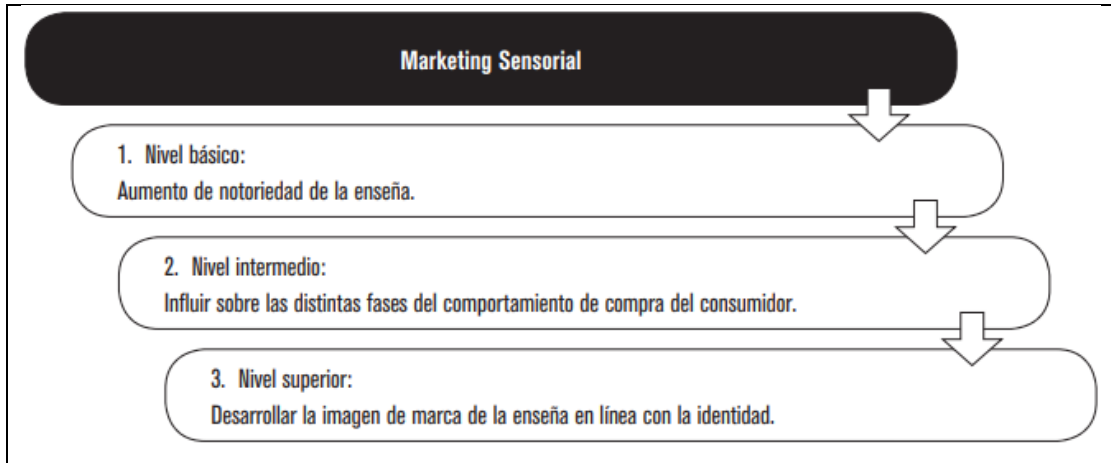 Marketing Sensorial
1. Nivel básico:
Aumento de notoriedad de la enseña.
2. Nivel intermedio:
Influir sobre las distintas fases del comportamiento de compra del consumidor.
3. Nivel superior:
Desarrollar la imagen de marca de la enseña en línea con la identidad.